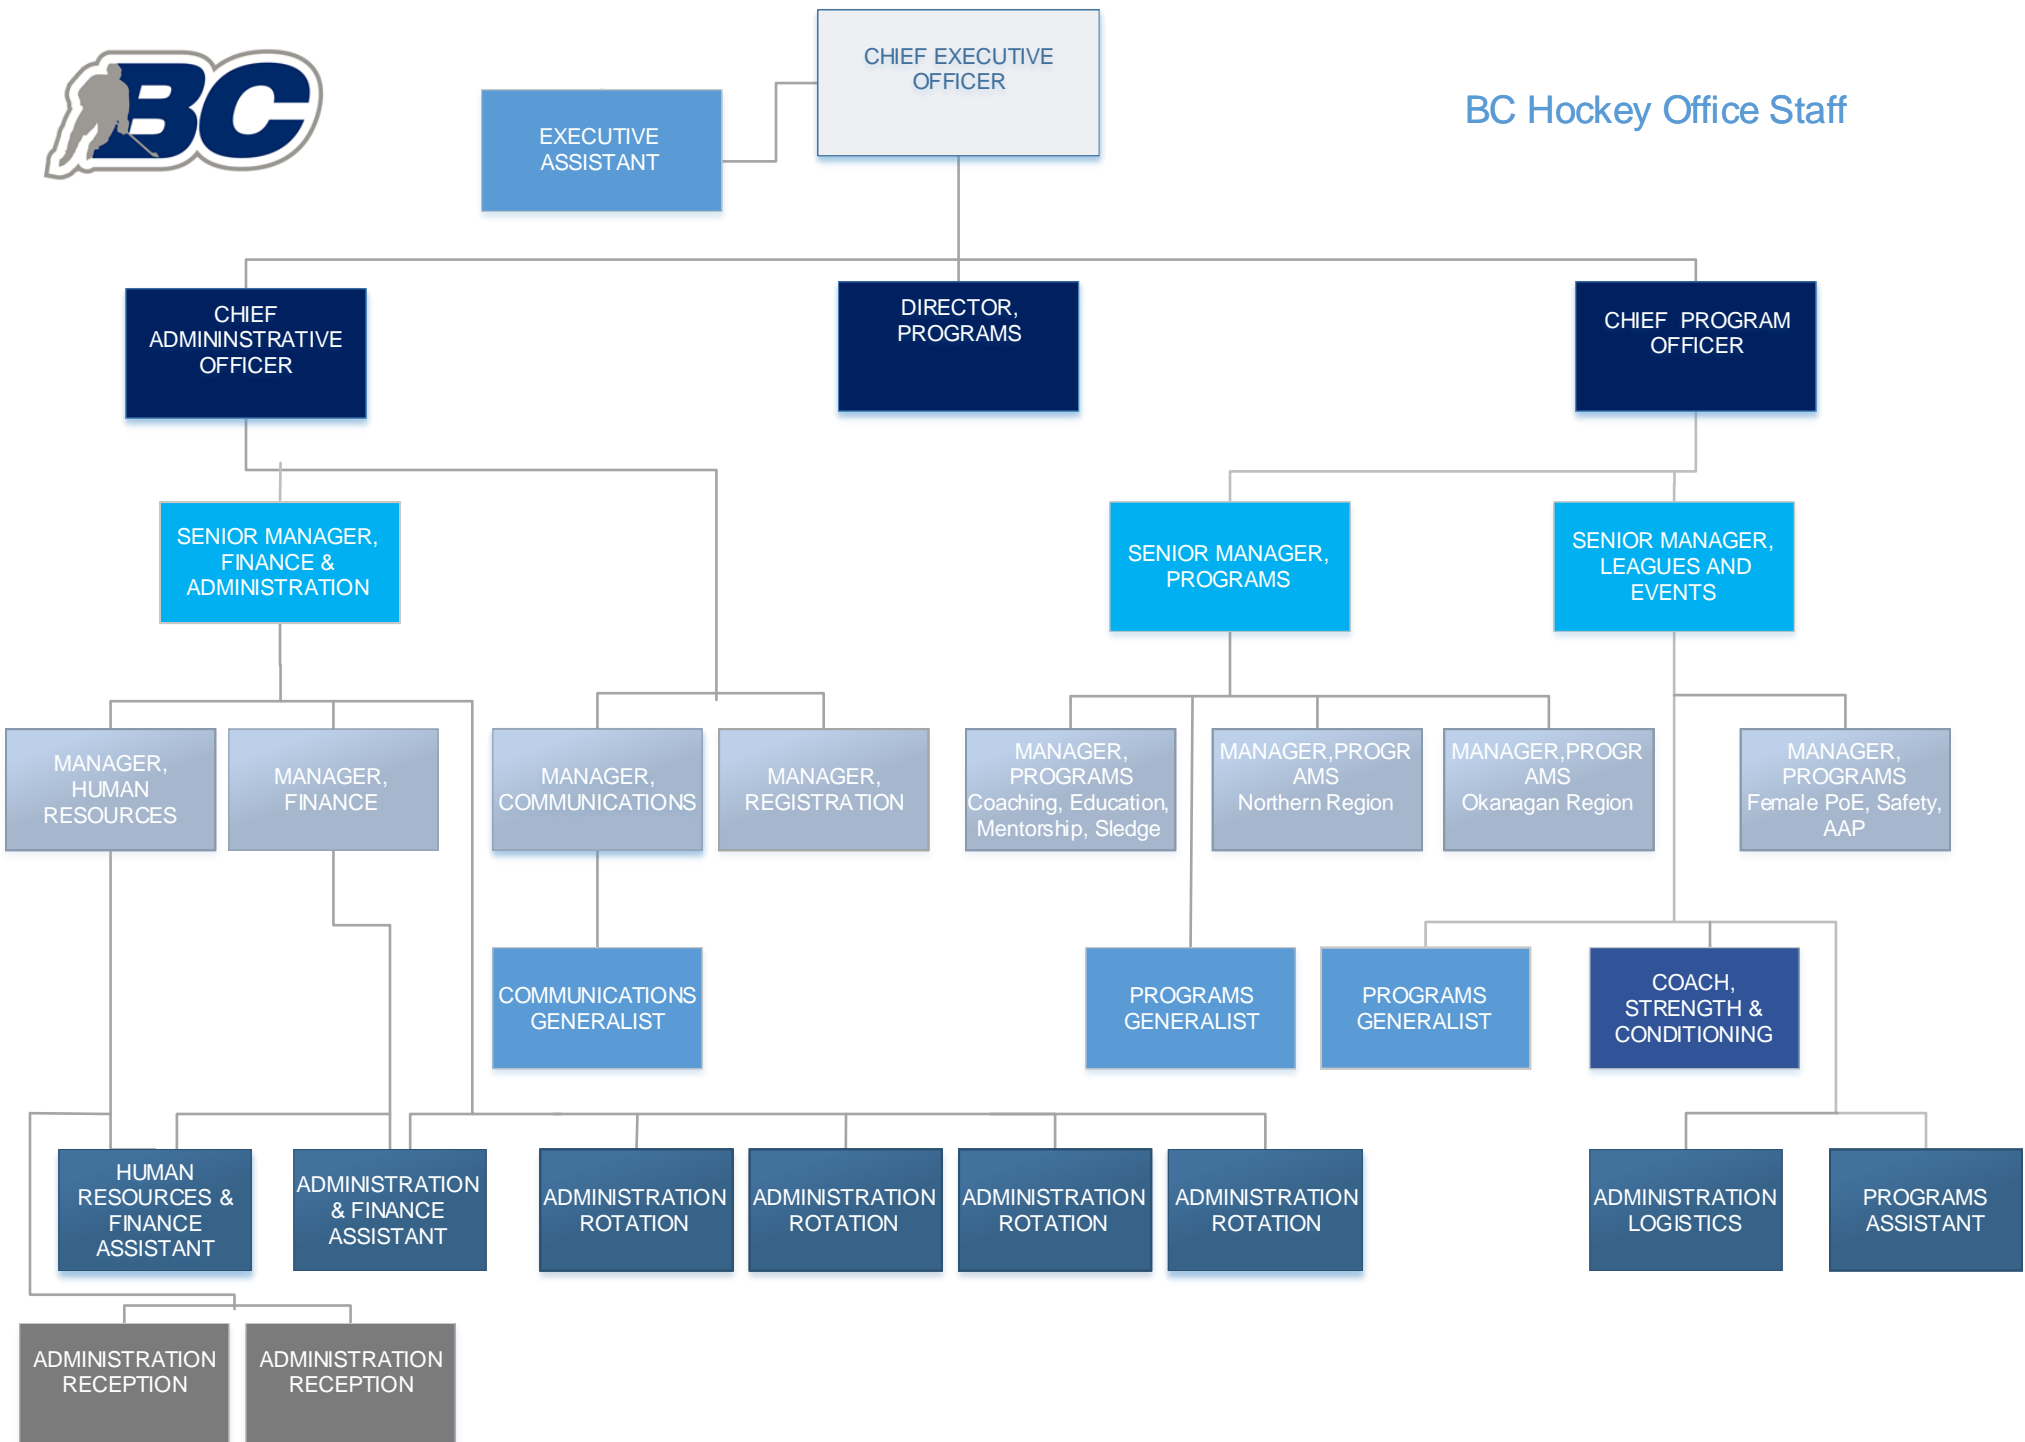 BC
CHIEF EXECUTIVE
OFFICER
EXECUTIVE
ASSISTANT
BC Hockey Office Staff
CHIEF
ADMININSTRATIVE
OFFICER
DIRECTOR,
PROGRAMS
CHIEF PROGRAM
OFFICER
SENIOR MANAGER,
FINANCE &
ADMINISTRATION
SENIOR MANAGER,
PROGRAMS
SENIOR MANAGER,
LEAGUES AND
EVENTS
MANAGER,
HUMAN
RESOURCES
MANAGER,
FINANCE
MANAGER,
COMMUNICATIONS
MANAGER,
REGISTRATION
MANAGER,
PROGRAMS
Coaching, Education,
Mentorship, Sledge
MANAGER,PROGR
AMS
Northern Region
MANAGER,PROGR
AMS
Okanagan Region
MANAGER,
PROGRAMS
Female PoE, Safety,
AAP
COMMUNICATIONS
GENERALIST
PROGRAMS
GENERALIST
PROGRAMS
GENERALIST
COACH,
STRENGTH &
CONDITIONING
HUMAN
RESOURCES &
FINANCE
ASSISTANT
ADMINISTRATION
& FINANCE
ASSISTANT
ADMINISTRATION
ROTATION
ADMINISTRATION
ROTATION
ADMINISTRATION
ROTATION
ADMINISTRATION
ROTATION
ADMINISTRATION
LOGISTICS
PROGRAMS
ASSISTANT
ADMINISTRATION
RECEPTION
ADMINISTRATION
RECEPTION